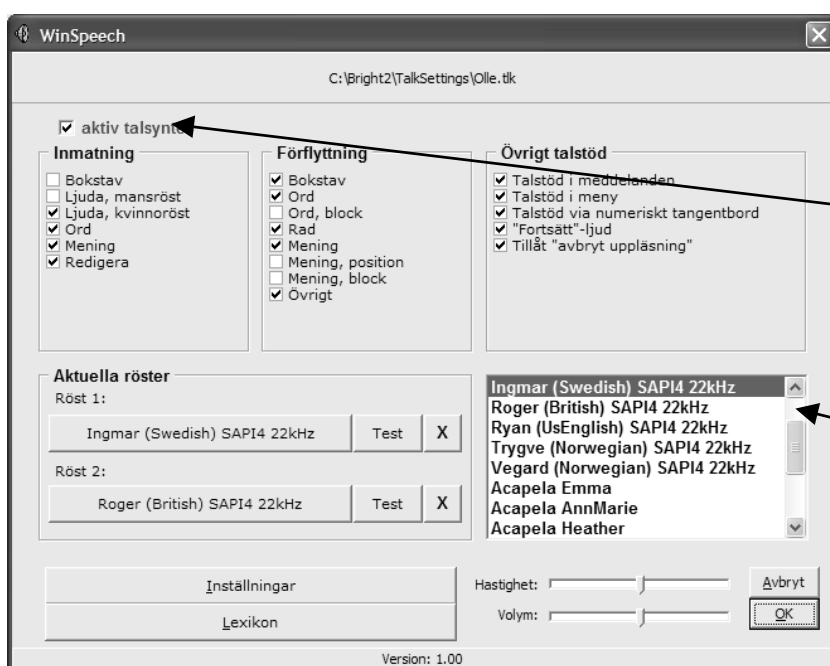 WinSpeech
C:\Bright2\TalkSettings\Olle.tlk
aktiv talsynte
Inmatning
Bokstav
Ljuda, mansröst
Ljuda, kvinnoröst
Ord
Mening
Redigera
Förflyttning
Bokstav
Ord
Ord, block
Rad
Mening
Mening, position
Mening, block
Övrigt
Övrigt talstöd
Talstöd i meddelanden
Talstöd i meny
Talstöd via numeriskt tangentbord
"Fortsätt"-ljud
Tillåt "avbryt uppläsning"
Aktuella röster
Röst 1:
Ingmar (Swedish) SAPI4 22kHz Test X
Röst 2:
Roger (British) SAPI4 22kHz Test X
Ingmar (Swedish) SAPI4 22kHz
Roger (British) SAPI4 22kHz
Ryan (UsEnglish) SAPI4 22kHz
Trygve (Norwegian) SAPI4 22kHz
Vegard (Norwegian) SAPI4 22kHz
Acapela Emma
Acapela AnnMarie
Acapela Heather
Inställningar
Lexikon
Hastighet:
Volym:
Avbryt
OK
Version: 1.00